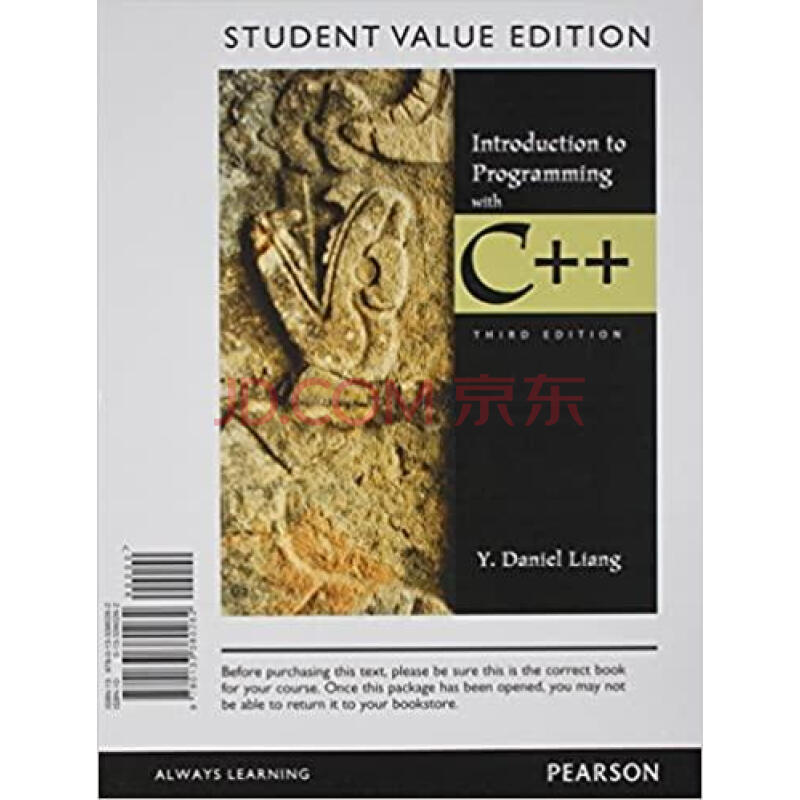 STUDENT VALUE EDITION
Introduction to
Programming
with
C++
THIRD EDITION
JD.COM 京东
Y. Daniel Liang
Before purchasing this text, please be sure this is the correct book
for your course. Once this package has been opened, you may not
be able to return it to your bookstore.
ALWAYS LEARNING
PEARSON